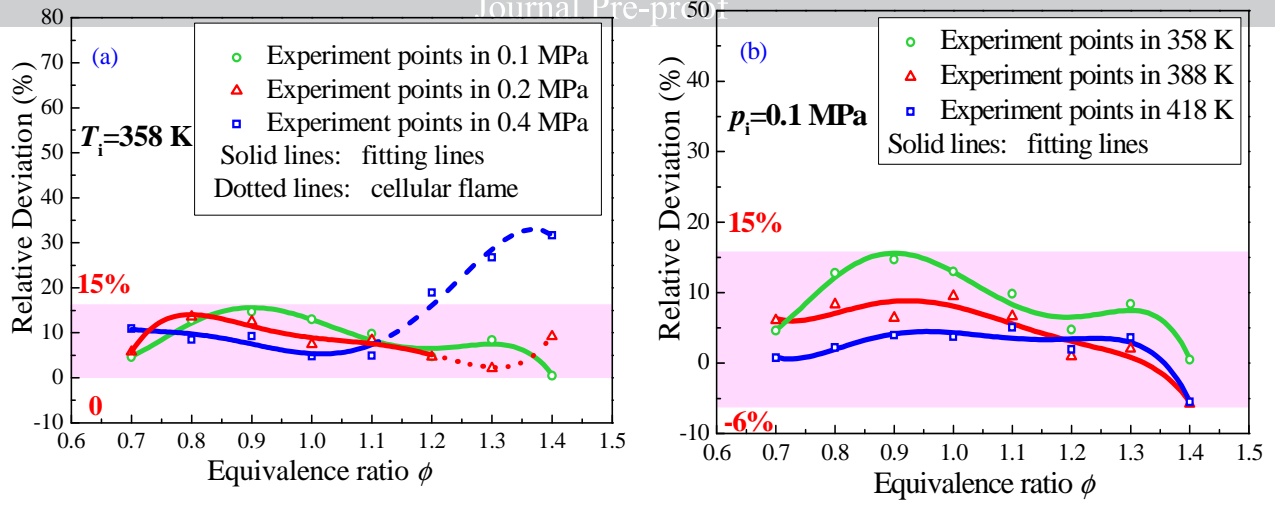 Journal Pre-proof
(a)
Experiment points in 0.1 MPa
Experiment points in 0.2 MPa
Experiment points in 0.4 MPa
Solid lines: fitting lines
Dotted lines: cellular flame
T_i=358 K
15%
0
80
70
60
50
40
30
20
10
0
-10
Relative Deviation (%)
0.6 0.7 0.8 0.9 1.0 1.1 1.2 1.3 1.4 1.5
Equivalence ratio ϕ
(b)
Experiment points in 358 K
Experiment points in 388 K
Experiment points in 418 K
Solid lines: fitting lines
p_i=0.1 MPa
15%
-6%
50
40
30
20
10
0
-10
Relative Deviation (%)
0.6 0.7 0.8 0.9 1.0 1.1 1.2 1.3 1.4 1.5
Equivalence ratio ϕ